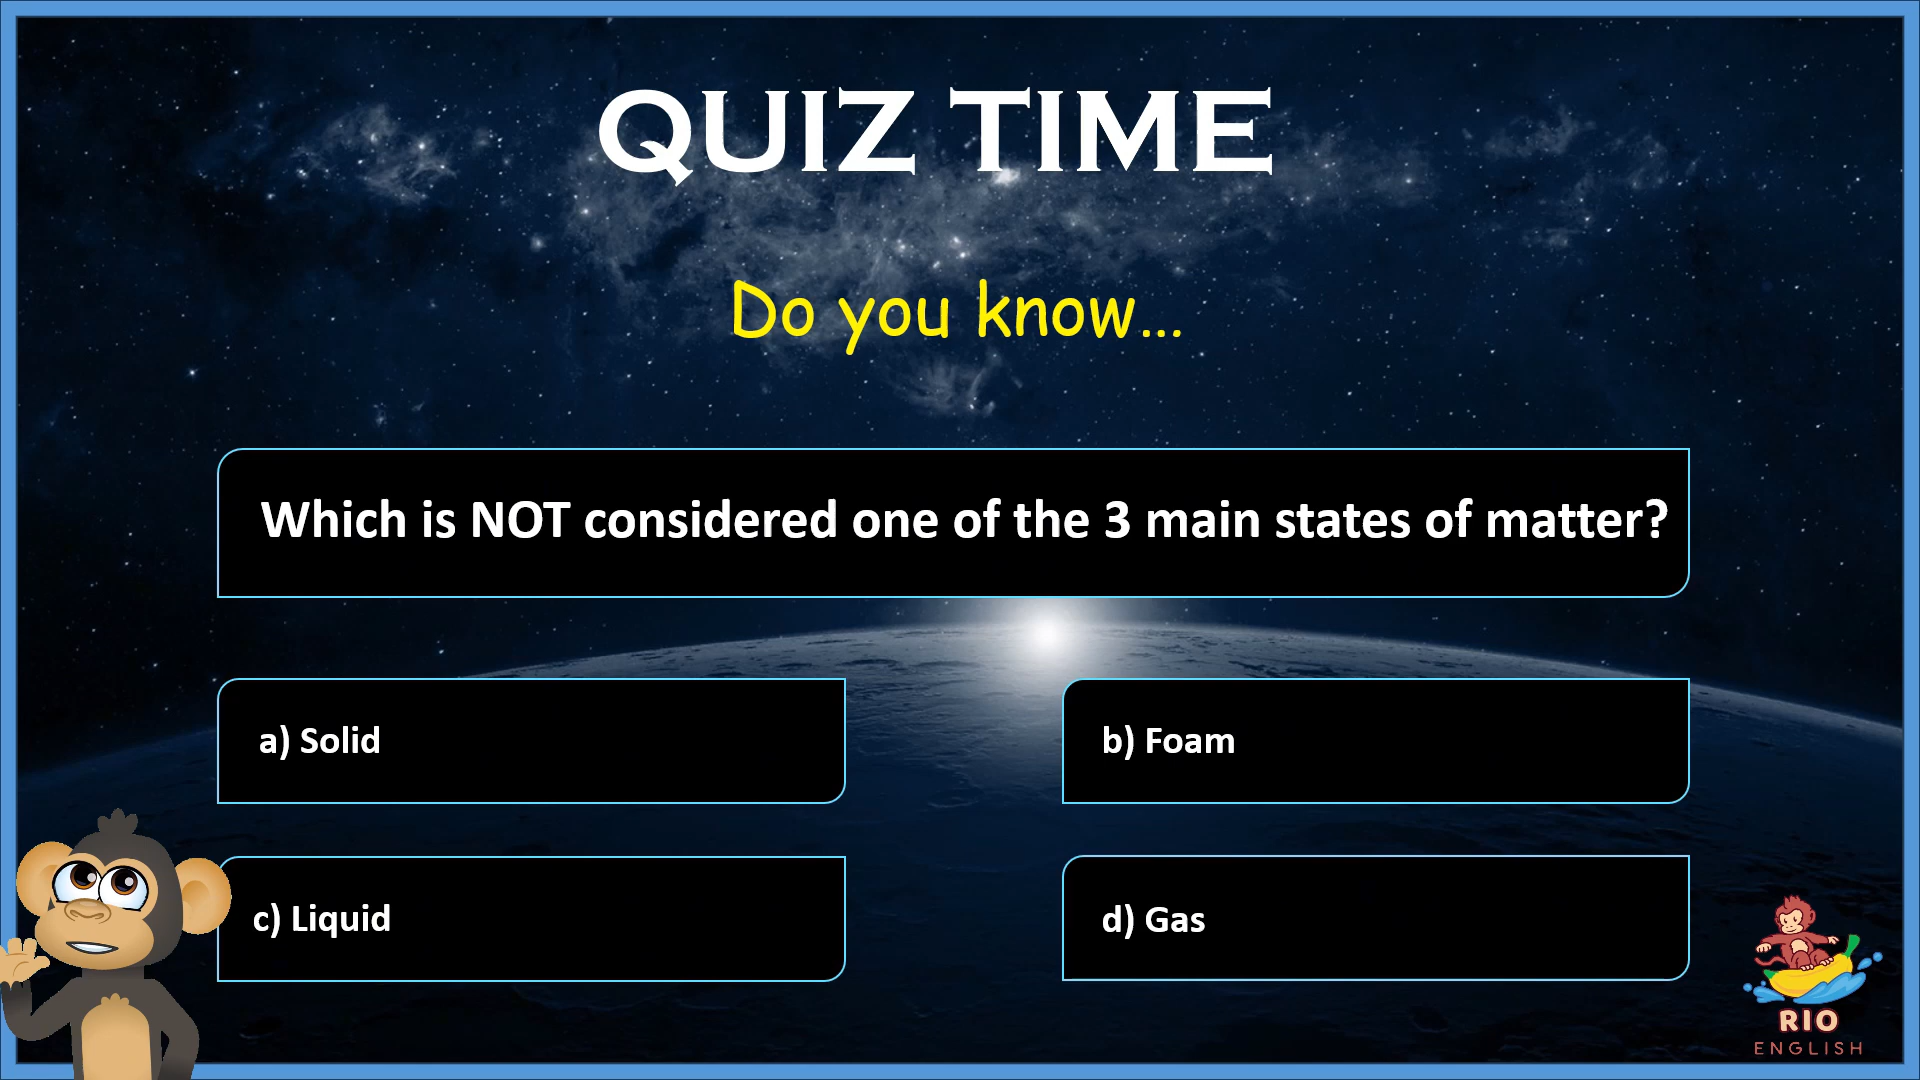 QUIZ TIME
Do you know...
Which is NOT considered one of the 3 main states of matter?
a) Solid
b) Foam
c) Liquid
d) Gas
RIO
ENGLISH